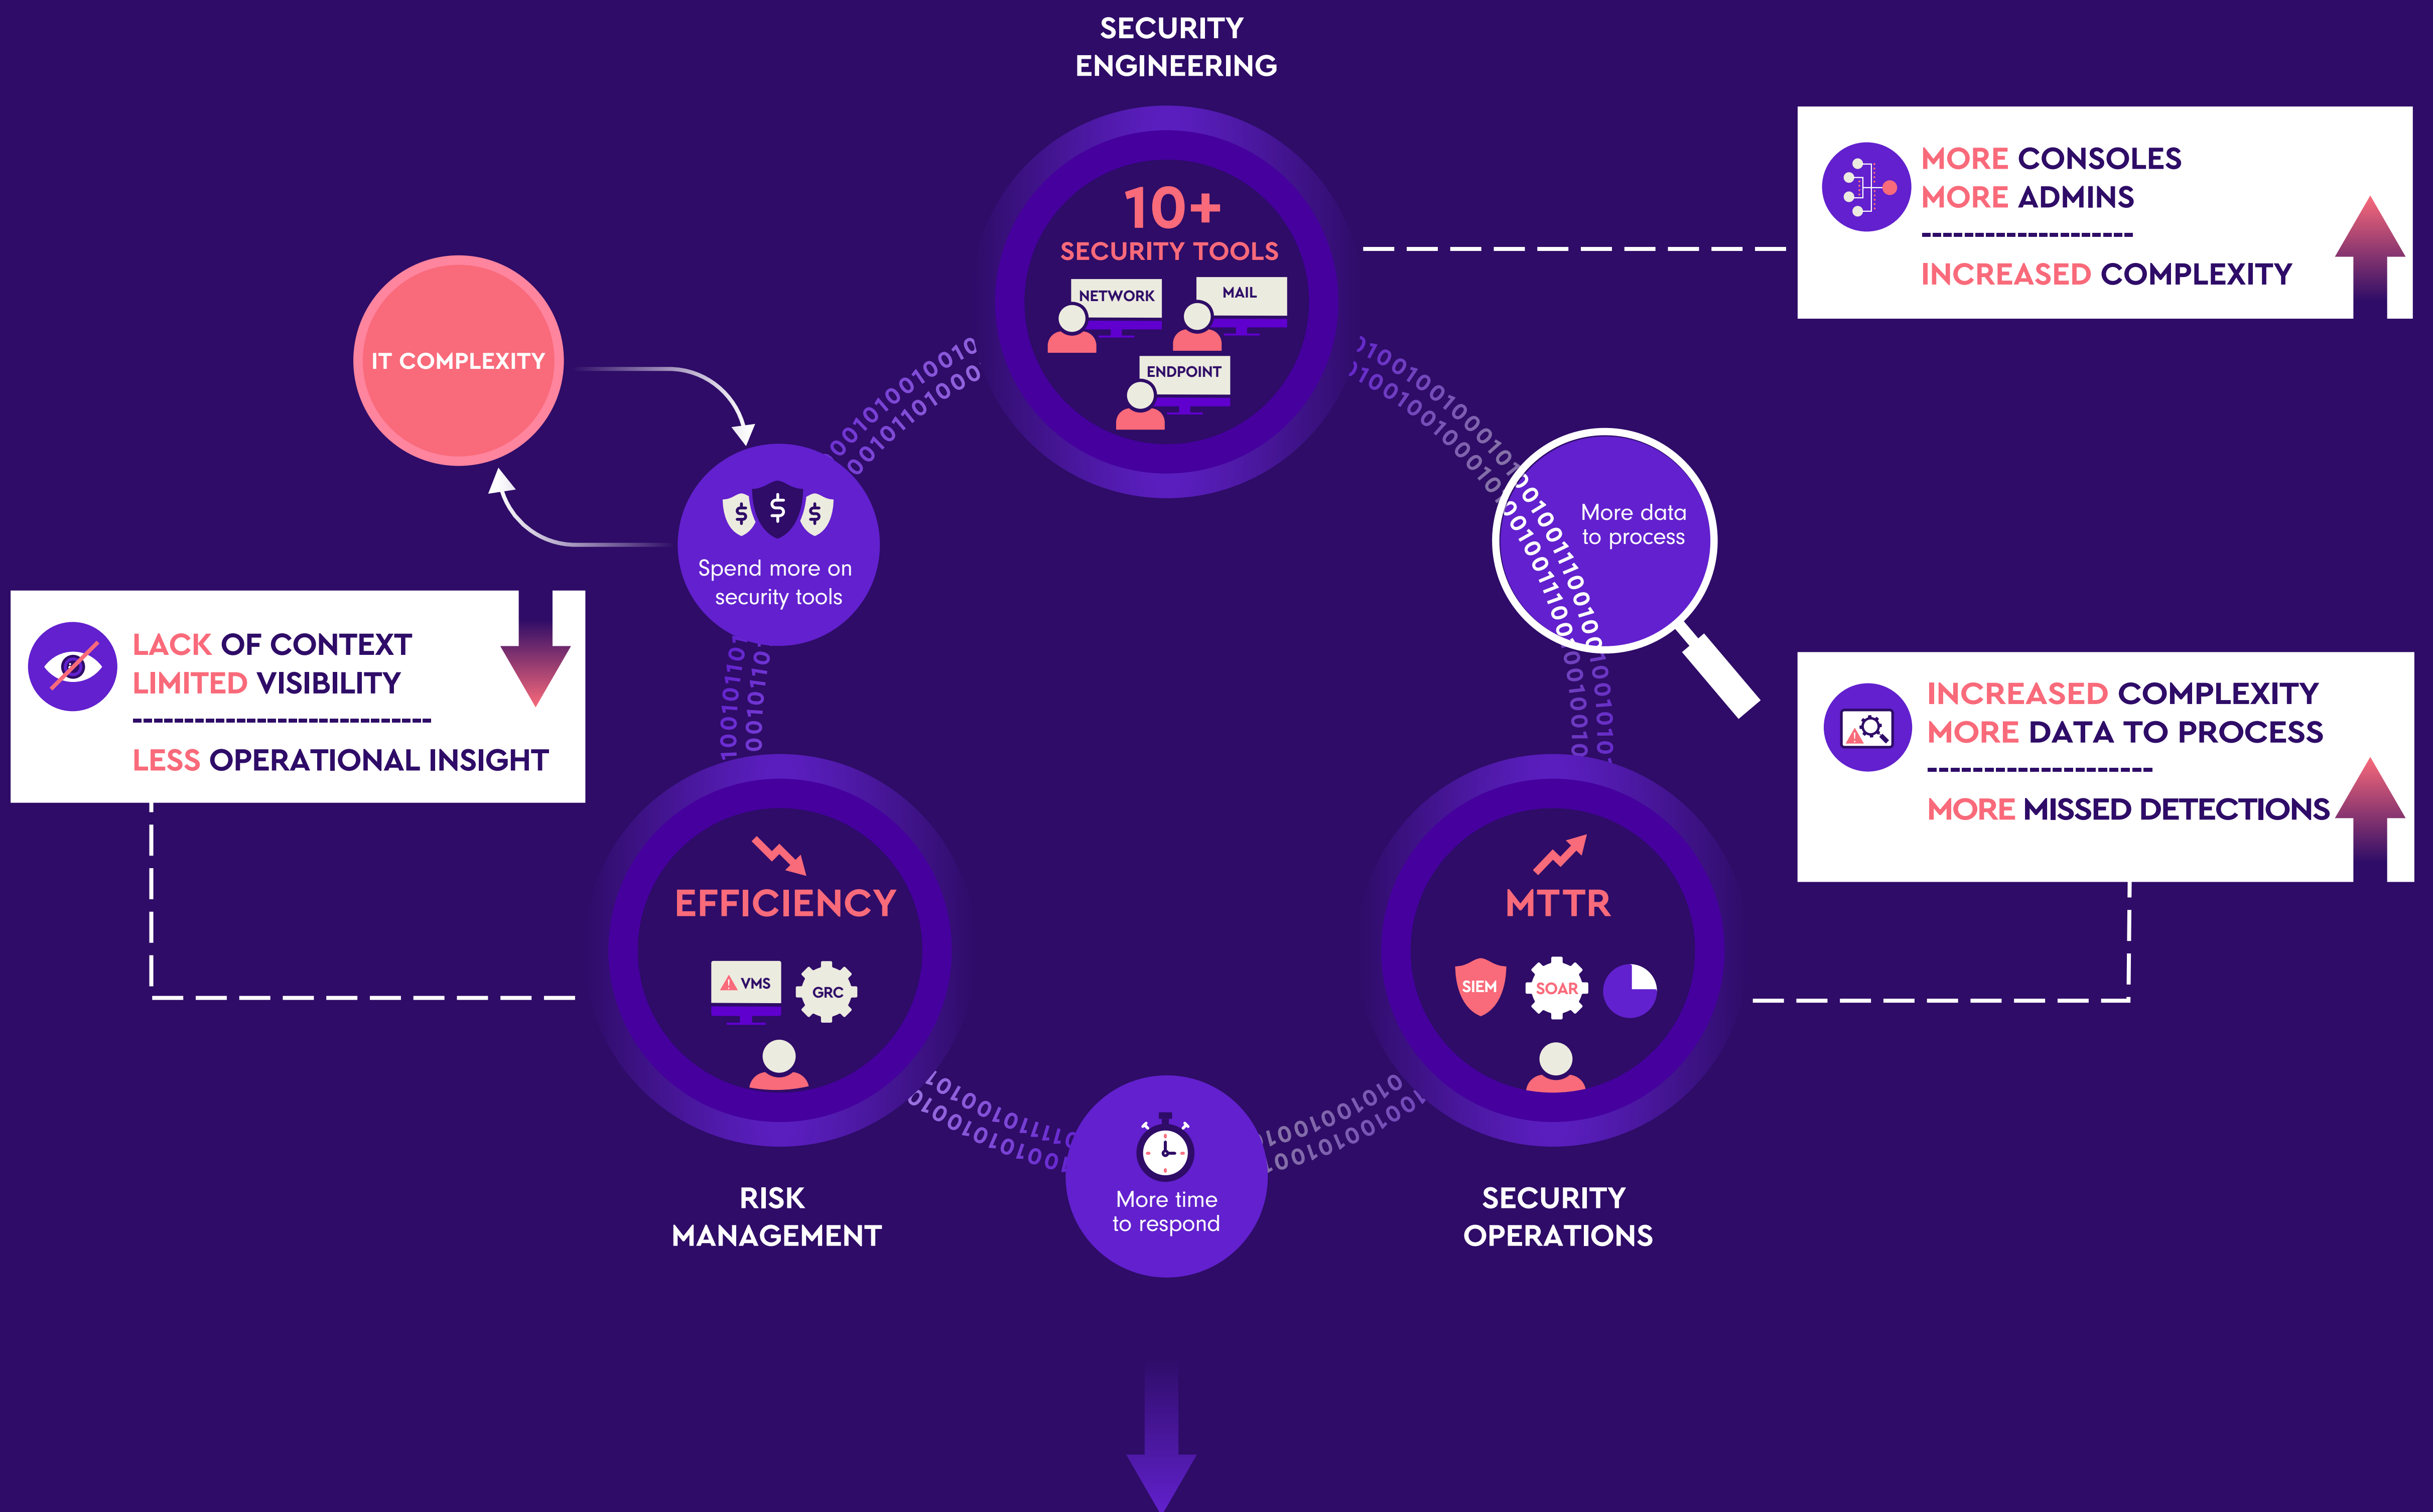 SECURITY
ENGINEERING
10+
SECURITY TOOLS
NETWORK
MAIL
ENDPOINT
MORE CONSOLES
MORE ADMINS
INCREASED COMPLEXITY
IT COMPLEXITY
$ $ $
Spend more on
security tools
More data
to process
LACK OF CONTEXT
LIMITED VISIBILITY
LESS OPERATIONAL INSIGHT
INCREASED COMPLEXITY
MORE DATA TO PROCESS
MORE MISSED DETECTIONS
EFFICIENCY
VMS
GRC
MTTR
SIEM
SOAR
More time
to respond
RISK
MANAGEMENT
SECURITY
OPERATIONS